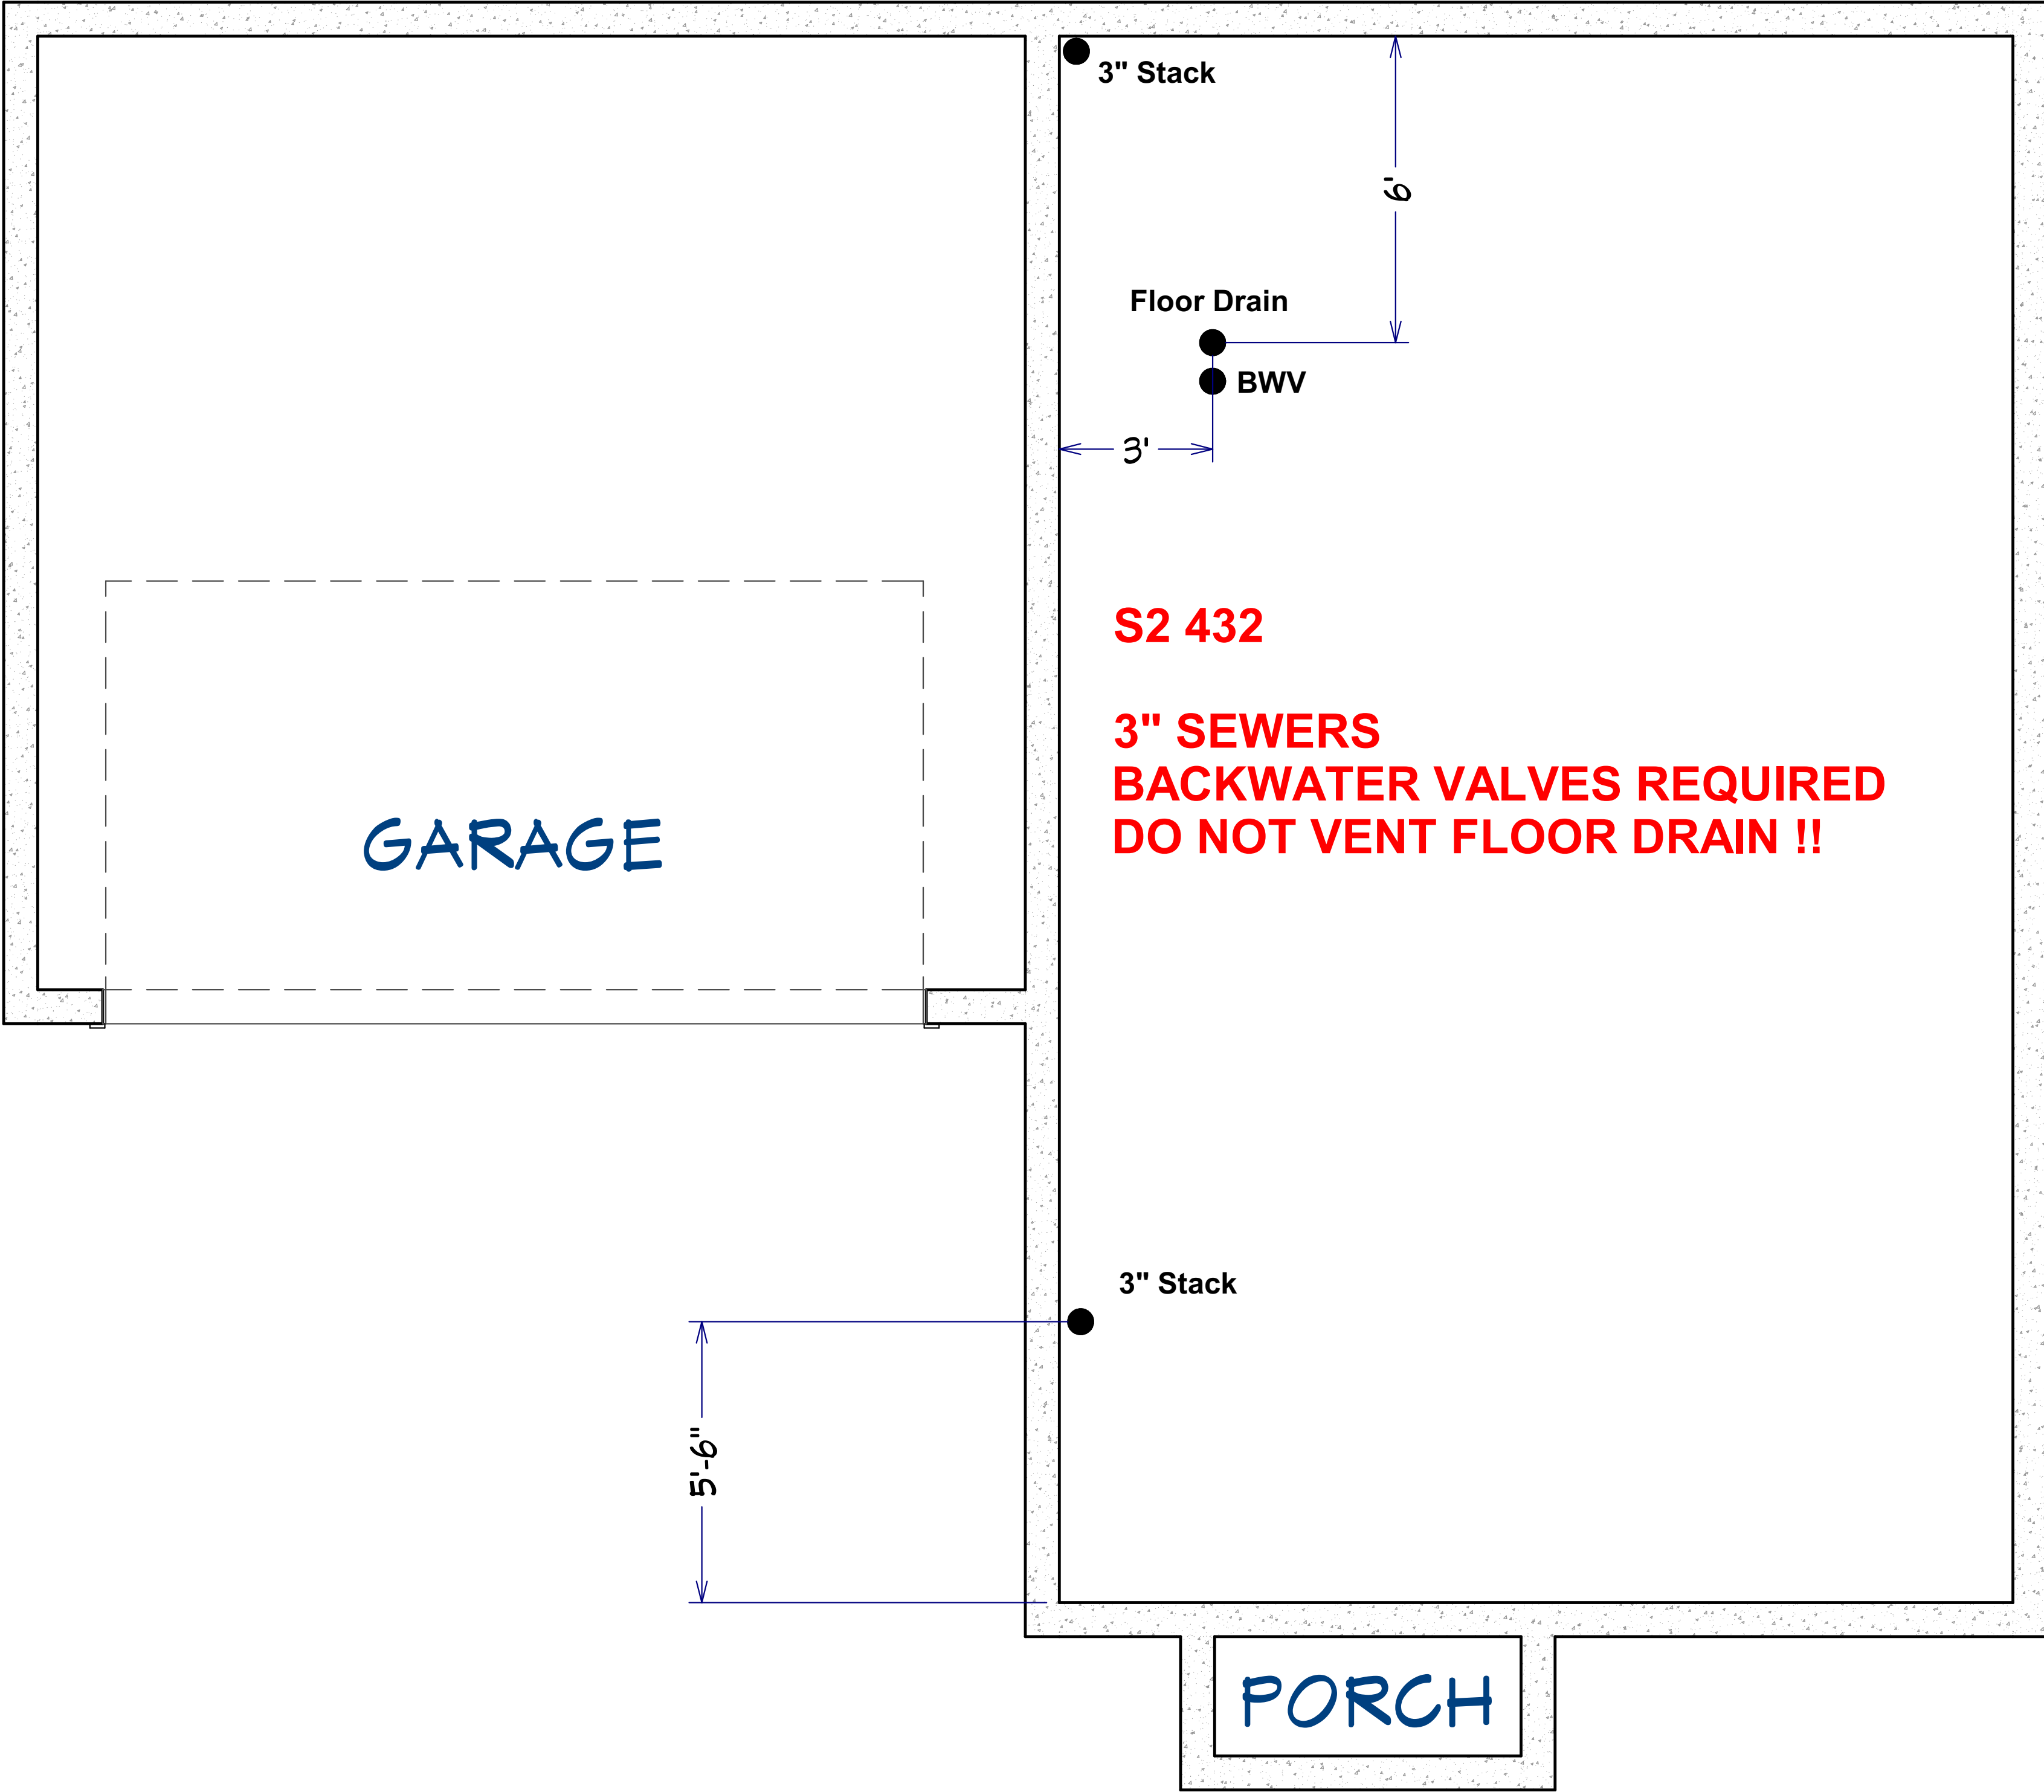 3" Stack
6'
Floor Drain
BWV
3'
S2 432
3" SEWERS
BACKWATER VALVES REQUIRED
DO NOT VENT FLOOR DRAIN !!
GARAGE
3" Stack
5'-6"
PORCH